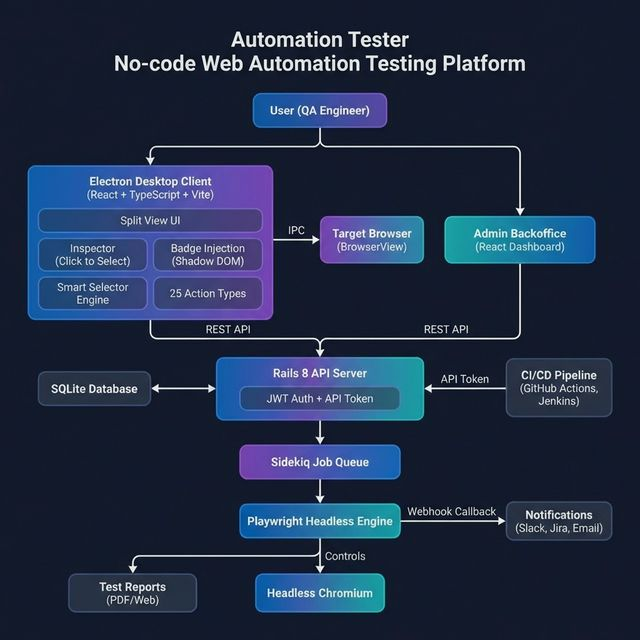 Automation Tester
No-code Web Automation Testing Platform
User (QA Engineer)
Electron Desktop Client
(React + TypeScript + Vite)
Split View UI
Inspector
(Click to Select)
Badge Injection
(Shadow DOM)
Smart Selector
Engine
25 Action Types
IPC
Target Browser
(BrowserView)
Admin Backoffice
(React Dashboard)
REST API
REST API
Rails 8 API Server
JWT Auth + API Token
SQLite Database
API Token
CI/CD Pipeline
(GitHub Actions,
Jenkins)
Sidekiq Job Queue
Playwright Headless Engine
Webhook Callback
Notifications
(Slack, Jira, Email)
Controls
Test Reports
(PDF/Web)
Headless Chromium